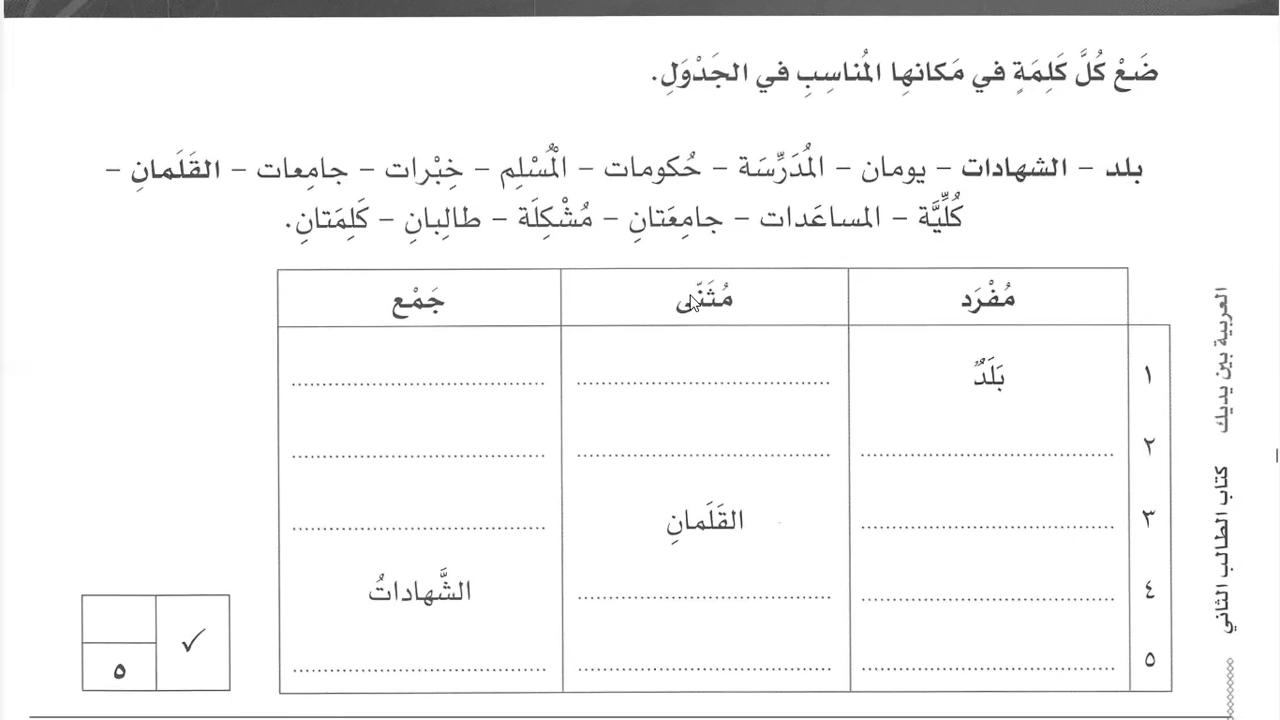 ضَعْ كُلَّ كَلِمَةٍ في مَكانِها المُناسِبِ في الجَدْوَلِ.
بلد – الشهادات – يومان – المُدَرِّسَة – حُكومات – الْمُسْلِم – خِبْرات – جامِعات – القَلَمانِ –
كُلِّيَّة – المساعَدات – جامِعَتانِ – مُشْكِلَة – طالِبانِ – كَلِمَتانِ.
مُفْرَد مُثَنّى جَمْع
١ بَلَدٌ
٢
٣ القَلَمانِ
٤ الشَّهاداتُ
٥
✓
٥
العربية بين يديك كتاب الطالب الثاني